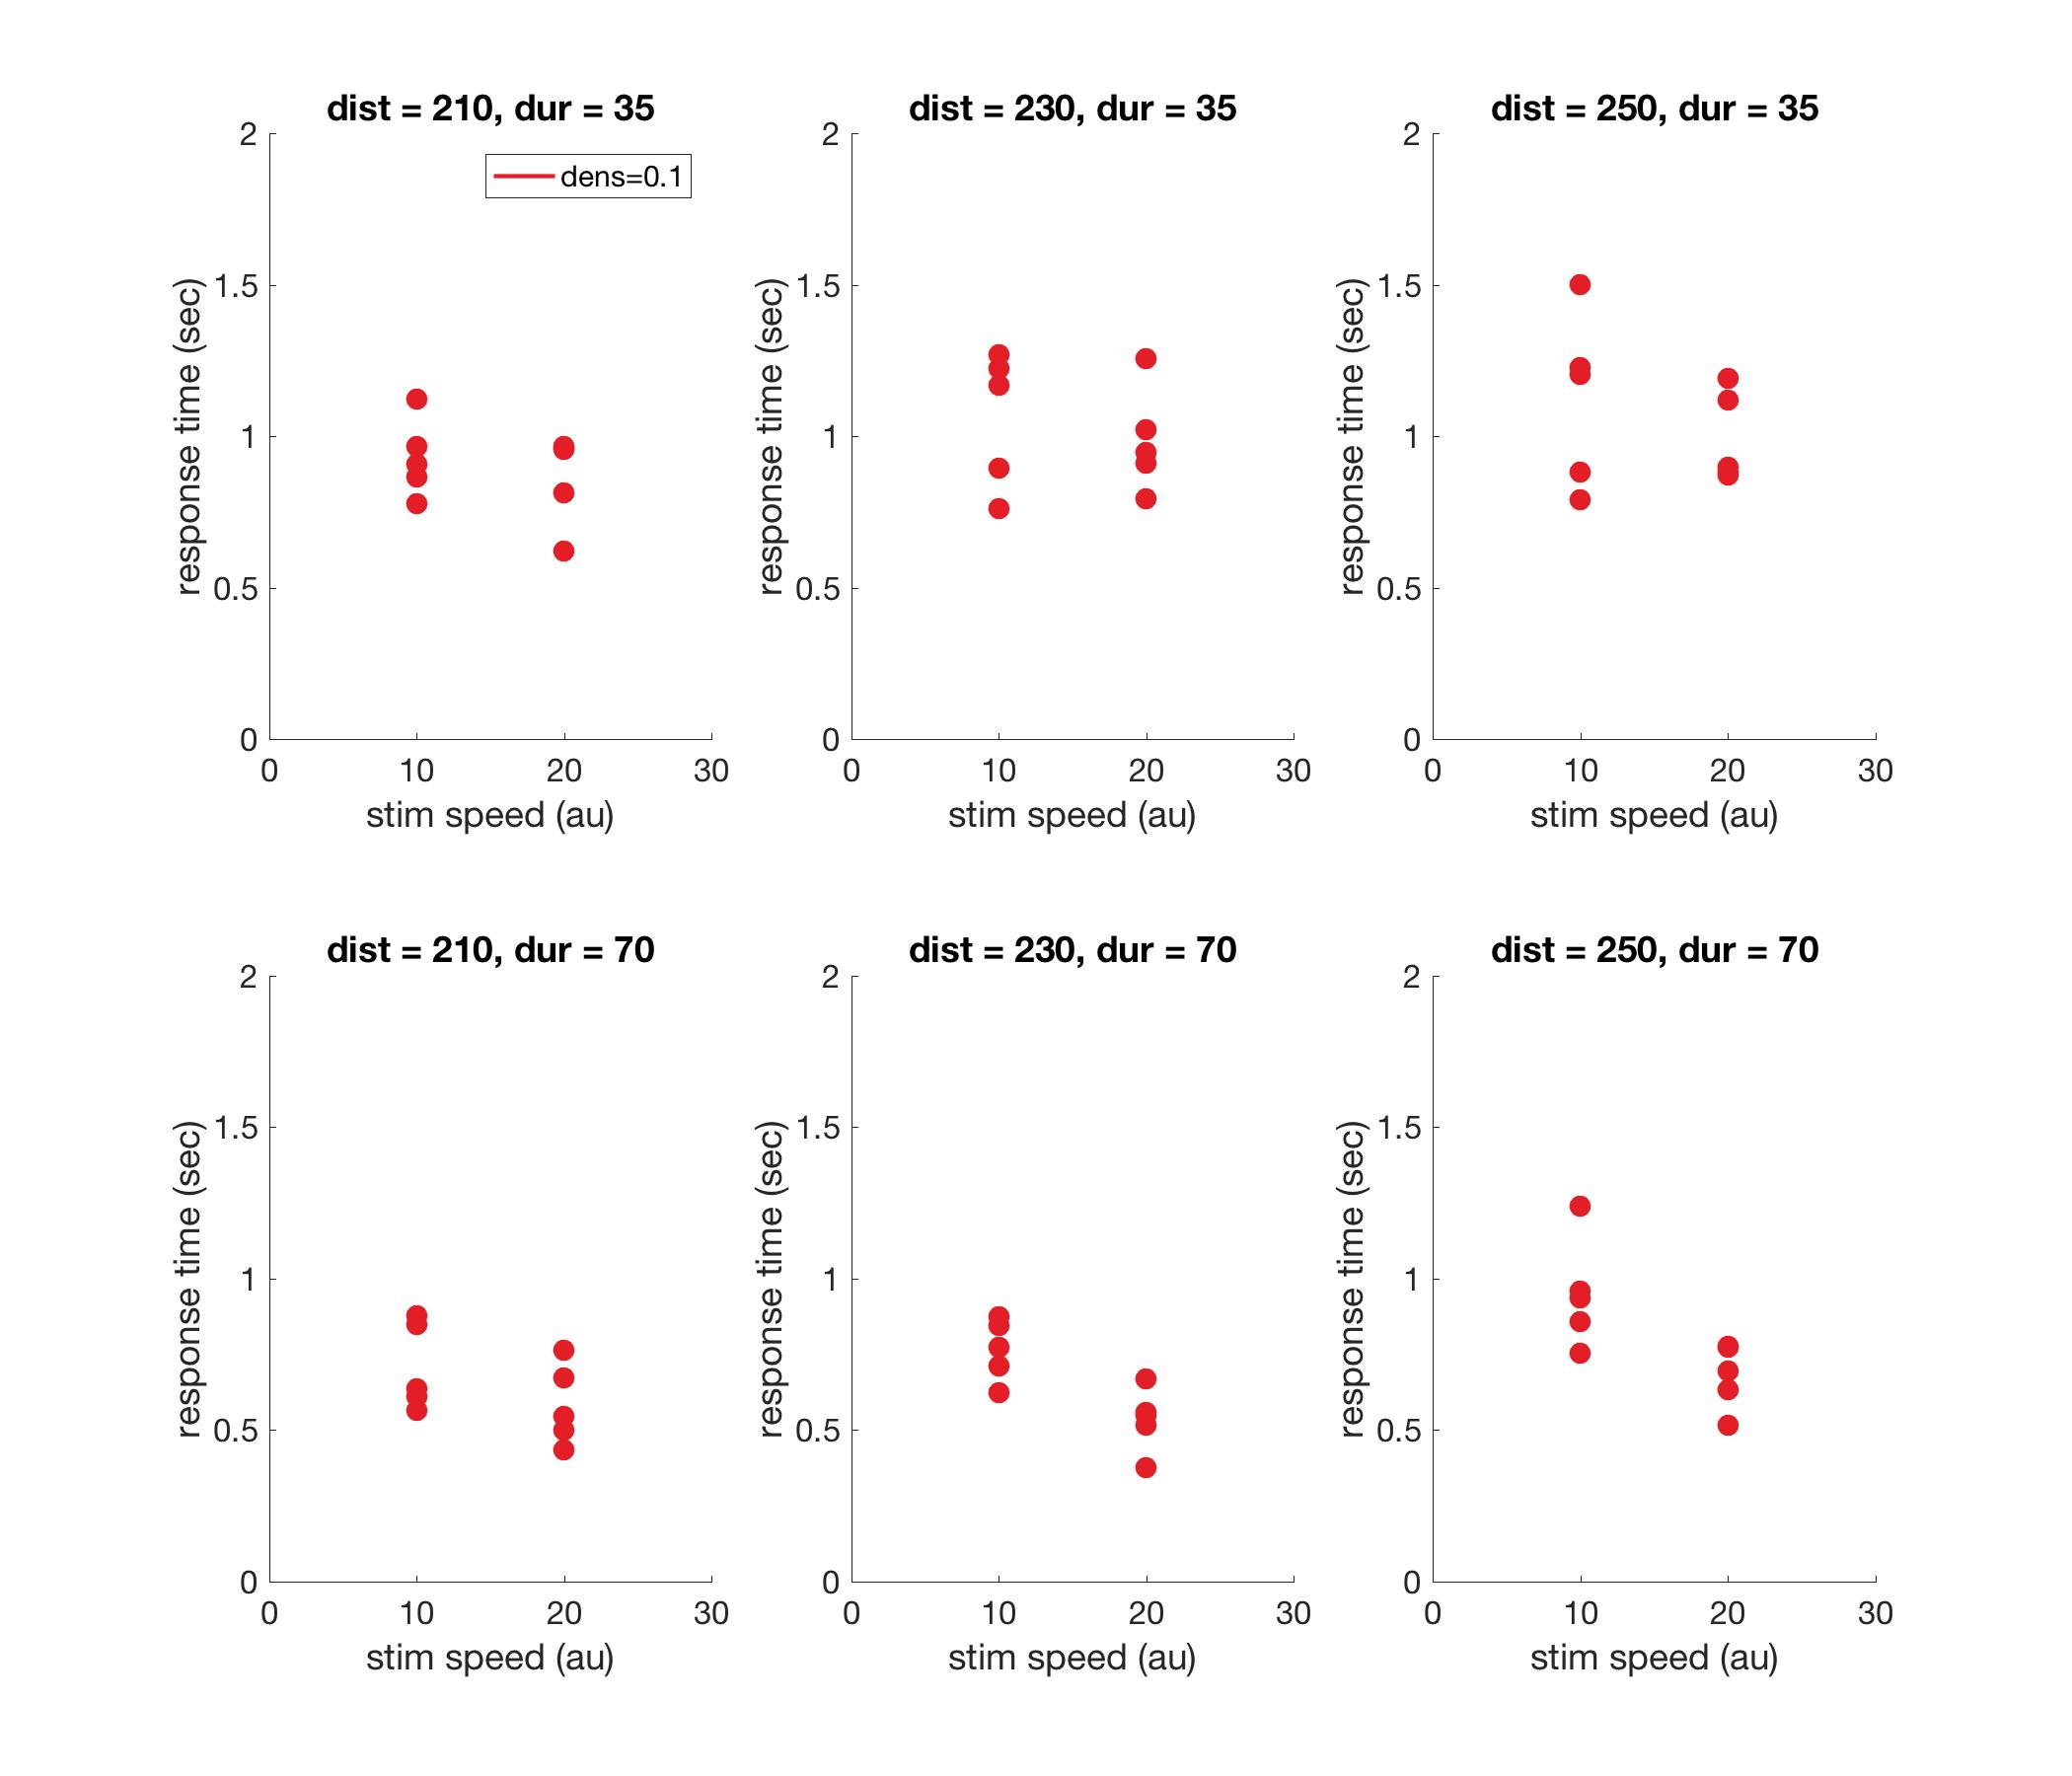 dist = 210, dur = 35
2
1.5
1
0.5
0
0
10
20
30
response time (sec)
stim speed (au)
dens=0.1
dist = 230, dur = 35
2
1.5
1
0.5
0
0
10
20
30
response time (sec)
stim speed (au)
dist = 250, dur = 35
2
1.5
1
0.5
0
0
10
20
30
response time (sec)
stim speed (au)
dist = 210, dur = 70
2
1.5
1
0.5
0
0
10
20
30
response time (sec)
stim speed (au)
dist = 230, dur = 70
2
1.5
1
0.5
0
0
10
20
30
response time (sec)
stim speed (au)
dist = 250, dur = 70
2
1.5
1
0.5
0
0
10
20
30
response time (sec)
stim speed (au)